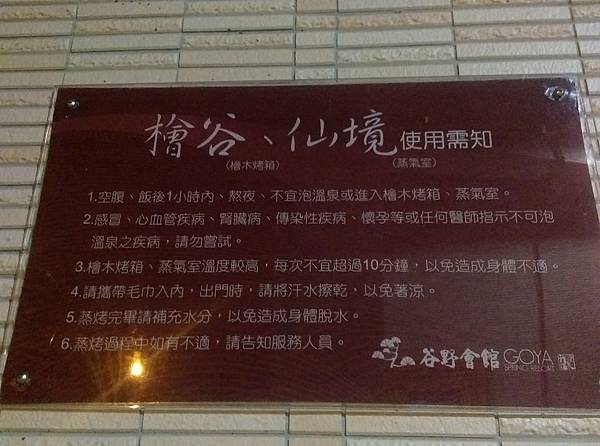 檜谷、仙境使用需知
(檜木烤箱) (蒸氣室)
1.空腹、飯後1小時內、熬夜、不宜泡溫泉或進入檜木烤箱、蒸氣室。
2.感冒、心血管疾病、腎臟病、傳染性疾病、懷孕等或任何醫師指示不可泡
溫泉之疾病，請勿嘗試。
3.檜木烤箱、蒸氣室溫度較高，每次不宜超過10分鐘，以免造成身體不適。
4.請攜帶毛巾入內，出門時，請將汗水擦乾，以免著涼。
5.蒸烤完畢請補充水分，以免造成身體脫水。
6.蒸烤過程中如有不適，請告知服務人員。
谷野會館 GOYA
SPRING RESORT